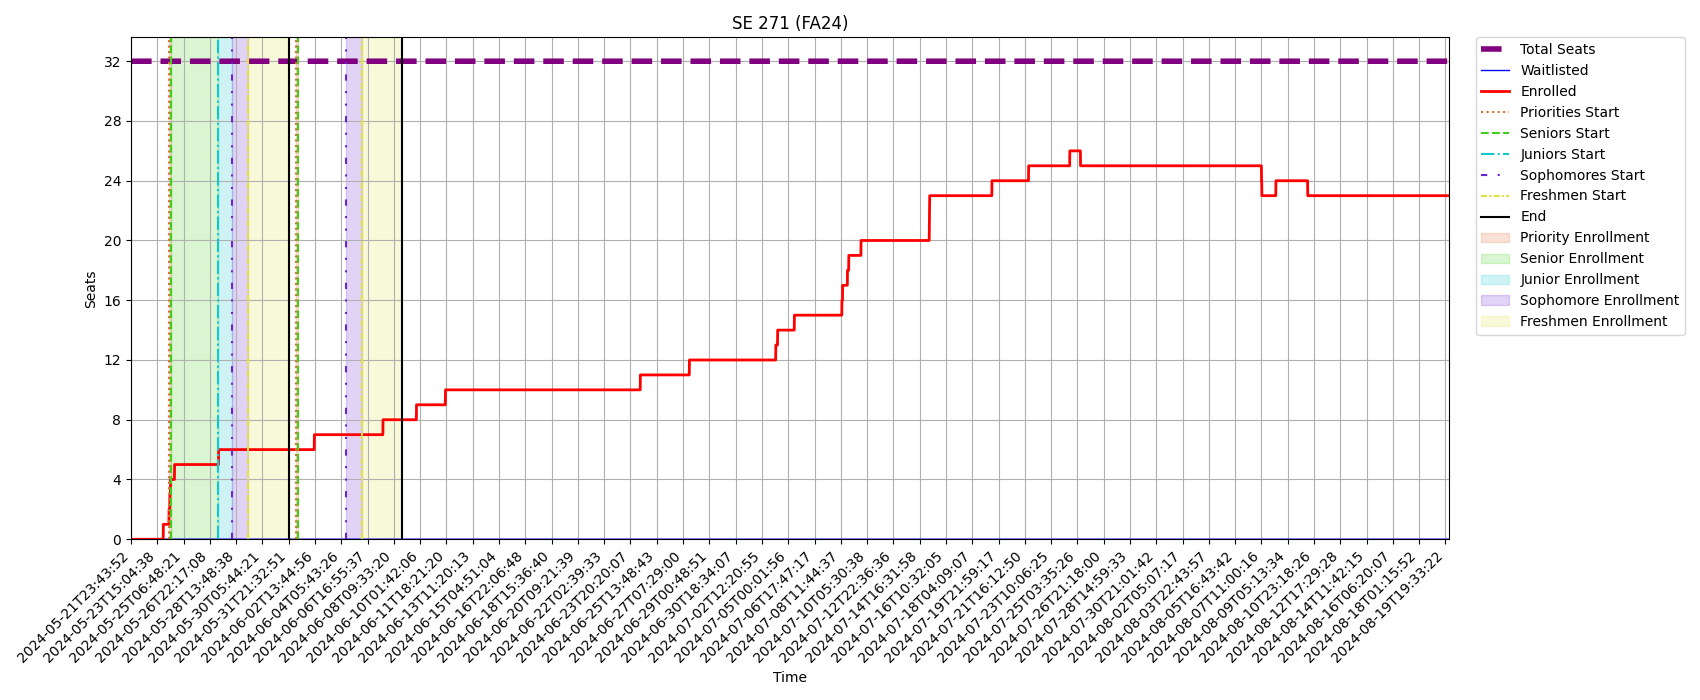 SE 271 (FA24)
Seats
32
28
24
20
16
12
8
4
0
2024-05-21T23:43:52
2024-05-23T15:04:38
2024-05-25T06:48:21
2024-05-26T22:17:08
2024-05-28T13:48:38
2024-05-30T05:44:21
2024-05-31T21:32:51
2024-06-02T13:44:56
2024-06-04T05:43:26
2024-06-06T16:55:37
2024-06-08T09:33:20
2024-06-10T01:42:06
2024-06-11T18:21:20
2024-06-13T11:20:13
2024-06-15T04:51:04
2024-06-16T22:06:48
2024-06-18T15:36:40
2024-06-20T09:21:39
2024-06-22T02:39:33
2024-06-23T20:20:07
2024-06-25T13:48:43
2024-06-27T07:29:00
2024-06-29T00:48:51
2024-06-30T18:34:07
2024-07-02T12:20:55
2024-07-05T00:01:56
2024-07-06T17:47:17
2024-07-08T11:44:37
2024-07-10T05:30:38
2024-07-12T22:36:36
2024-07-14T16:31:58
2024-07-16T10:32:05
2024-07-18T04:09:07
2024-07-19T21:59:17
2024-07-21T16:12:50
2024-07-23T10:06:25
2024-07-25T03:35:26
2024-07-26T21:18:00
2024-07-28T14:59:33
2024-07-30T21:01:42
2024-08-02T05:07:17
2024-08-03T22:43:57
2024-08-05T16:43:42
2024-08-07T11:00:16
2024-08-09T05:13:34
2024-08-10T23:18:26
2024-08-12T17:29:28
2024-08-14T11:42:15
2024-08-16T06:20:07
2024-08-18T01:15:52
2024-08-19T19:33:22
Time
Total Seats
Waitlisted
Enrolled
Priorities Start
Seniors Start
Juniors Start
Sophomores Start
Freshmen Start
End
Priority Enrollment
Senior Enrollment
Junior Enrollment
Sophomore Enrollment
Freshmen Enrollment